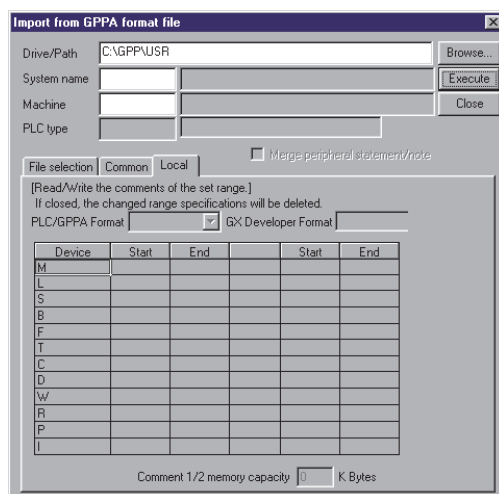 Import from GPPA format file
Drive/Path C:\GPP\USR Browse...
System name Execute
Machine Close
PLC type
Merge peripheral statement/note
File selection Common Local
[Read/Write the comments of the set range.]
If closed, the changed range specifications will be deleted.
PLC/GPPA Format GX Developer Format
Device Start End Start End
M
L
S
B
F
T
C
D
W
R
P
I
Comment 1/2 memory capacity 0 K Bytes